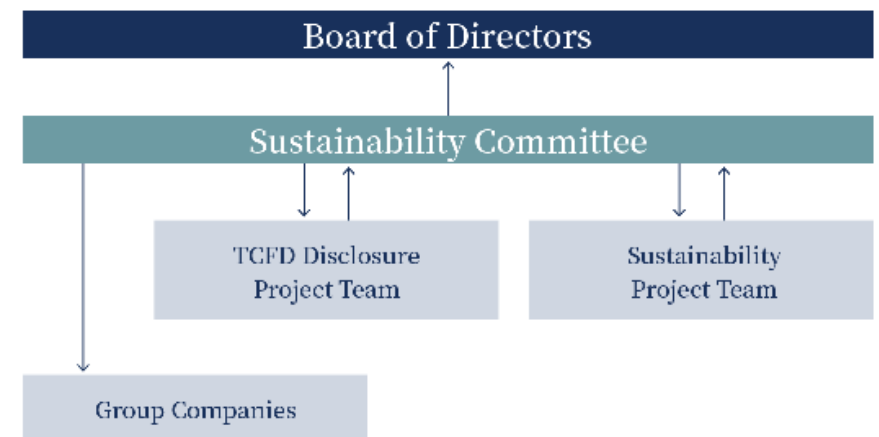 Board of Directors
Sustainability Committee
TCFD Disclosure
Project Team
Sustainability
Project Team
Group Companies